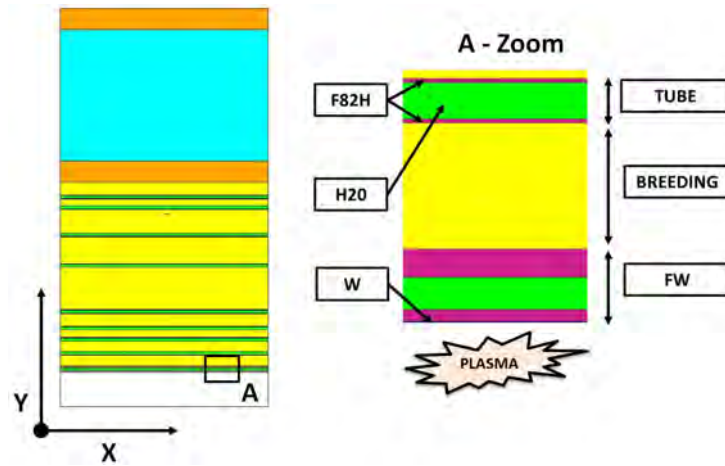 A - Zoom
F82H
TUBE
H20
BREEDING
W
FW
PLASMA
A
Y
X